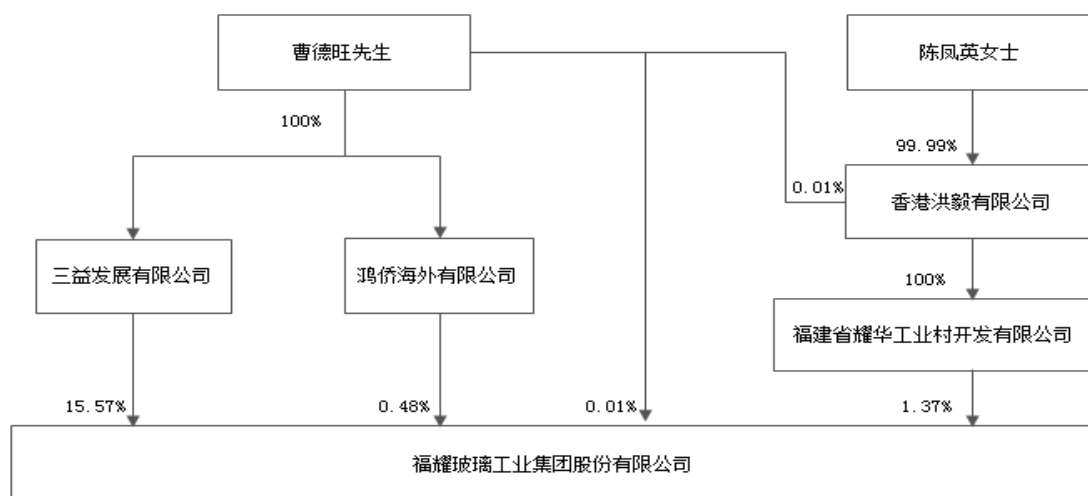 曹德旺先生
陈凤英女士
100%
99.99%
0.01%
香港洪毅有限公司
三益发展有限公司
鸿侨海外有限公司
100%
福建省耀华工业村开发有限公司
15.57%
0.48%
0.01%
1.37%
福耀玻璃工业集团股份有限公司